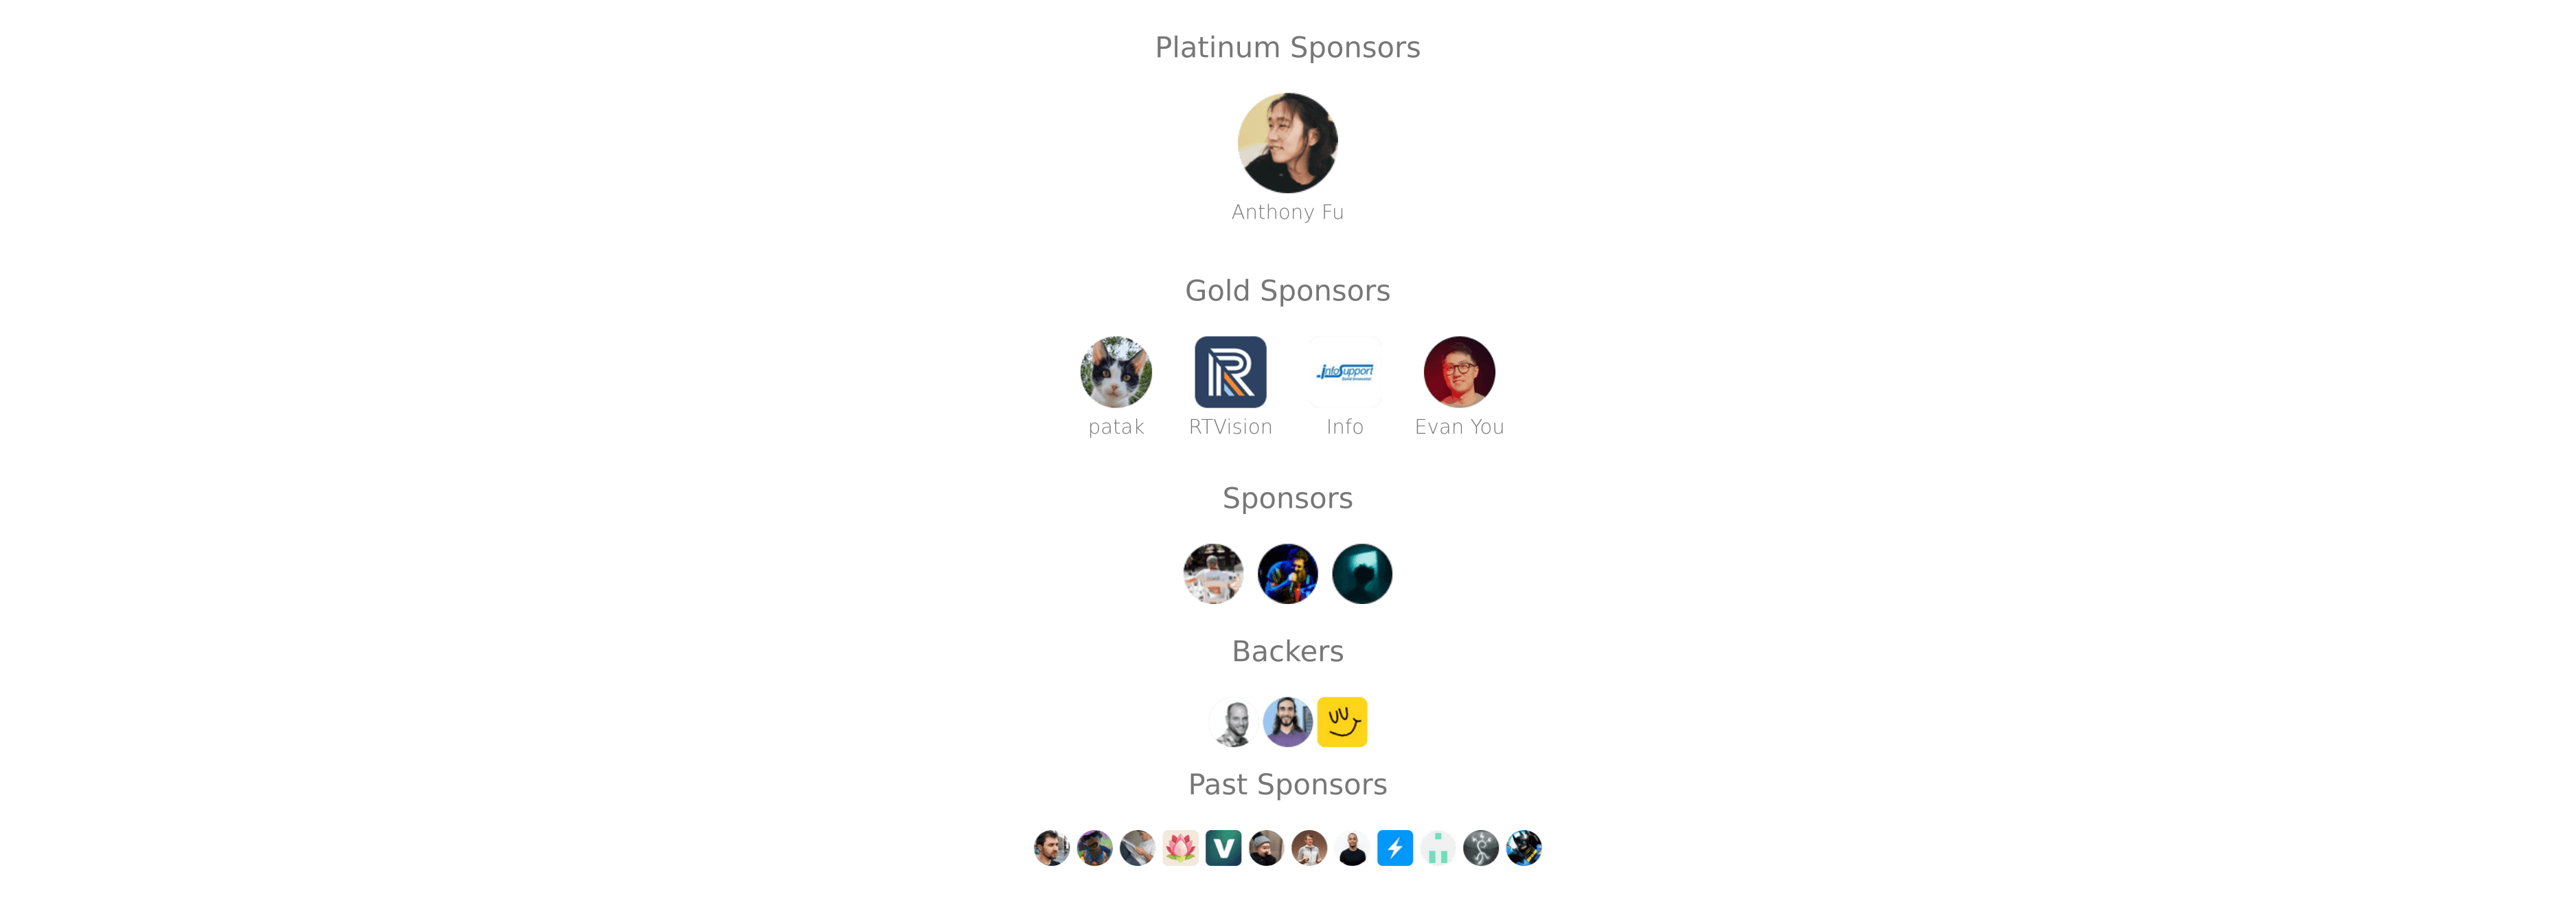 Platinum Sponsors
Anthony Fu
Gold Sponsors
infoSupport
patak
RTVision
Info
Evan You
Sponsors
Backers
Past Sponsors
V